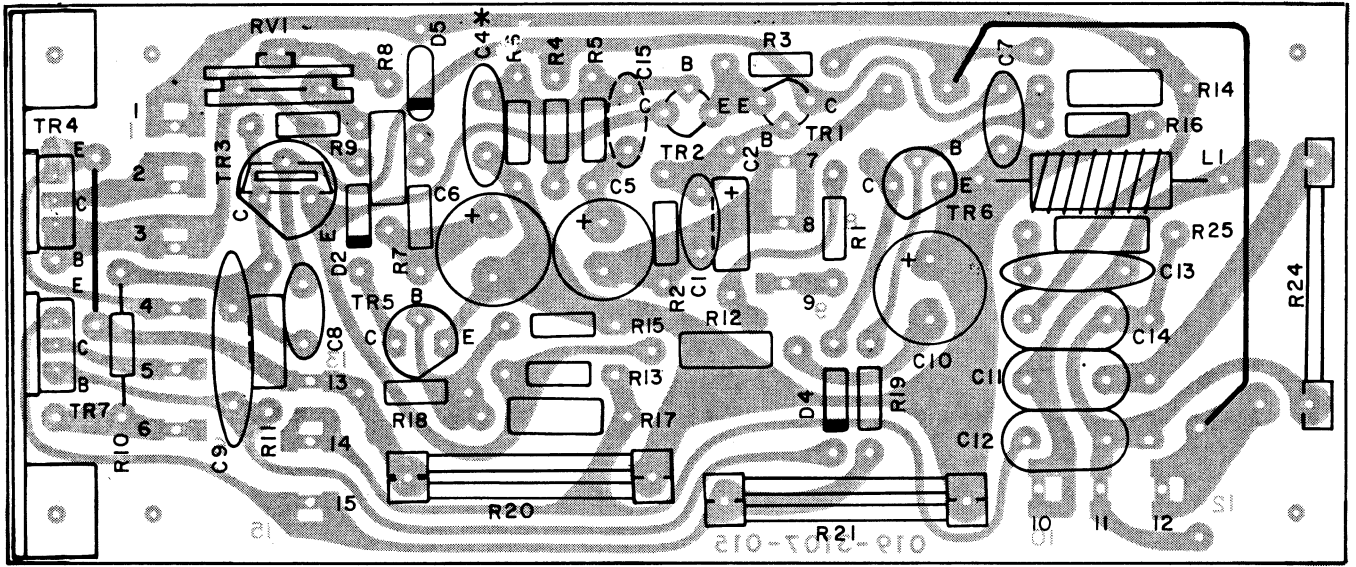 RV1
R8
D5
C4*
R4
R5
C15
B
R3
C7
R14
1
TR4
E
R9
C
E
E
C
TR1
R16
TR3
TR2
B
C2
7
B
L1
2
C
C6
C5
C
E
TR6
3
C
8
R1
R25
B
E
D2
R7
R2
C1
C13
R24
E
TR5
B
9
4
C8
C
E
R15
R12
C14
C
5
13
C10
B
R13
C11
D4
R19
TR7
R18
R17
6
R10
C9
R11
14
C12
15
R20
R21
10
11
12
019-3107-015